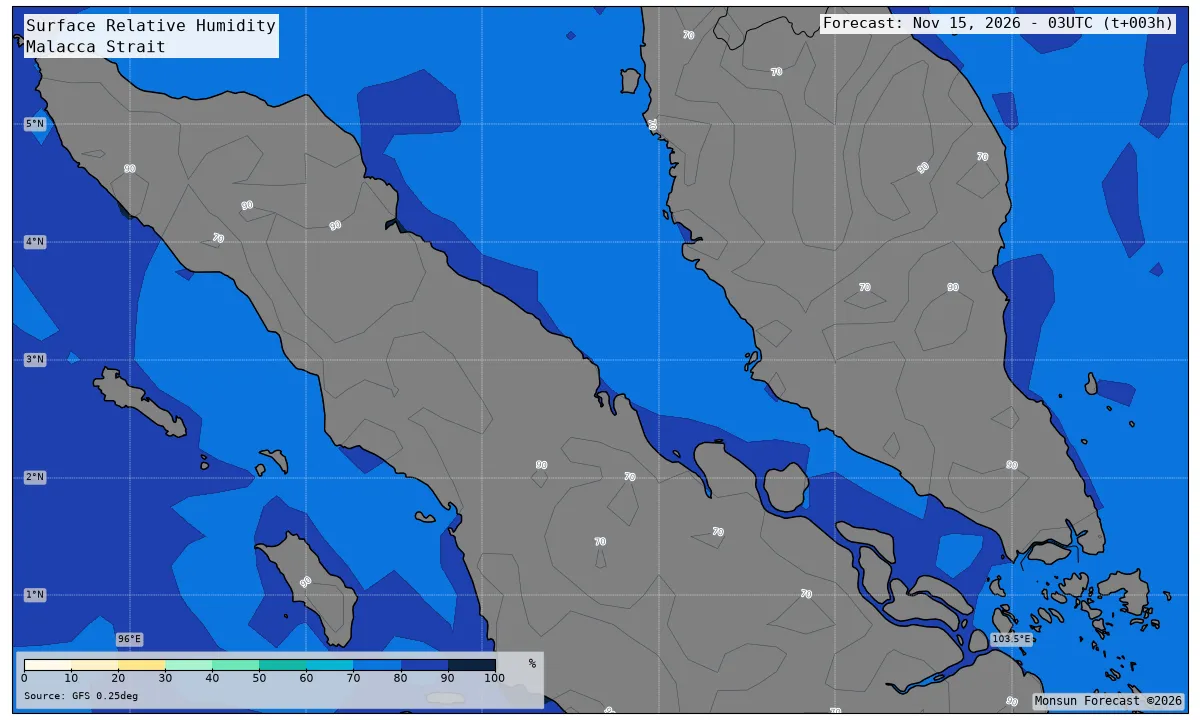 Surface Relative Humidity
Malacca Strait
Forecast: Nov 15, 2026 - 03UTC (t+003h)
70
70
5°N
70
70
90
90
90
90
70
4°N
70
90
3°N
90
70
90
2°N
70
70
90
70
1°N
96°E
103.5°E
%
0 10 20 30 40 50 60 70 80 90 100
Source: GFS 0.25deg
90
70
Monsun Forecast ©2026